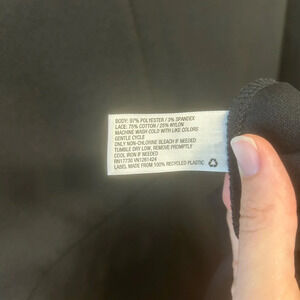 BODY: 97% POLYESTER / 3% SPANDEX
LACE: 75% COTTON / 25% NYLON
MACHINE WASH COLD WITH LIKE COLORS
GENTLE CYCLE
ONLY NON-CHLORINE BLEACH IF NEEDED
TUMBLE DRY LOW, REMOVE PROMPTLY
COOL IRON IF NEEDED
RN17730 VN1261424
LABEL MADE FROM 100% RECYCLED PLASTIC